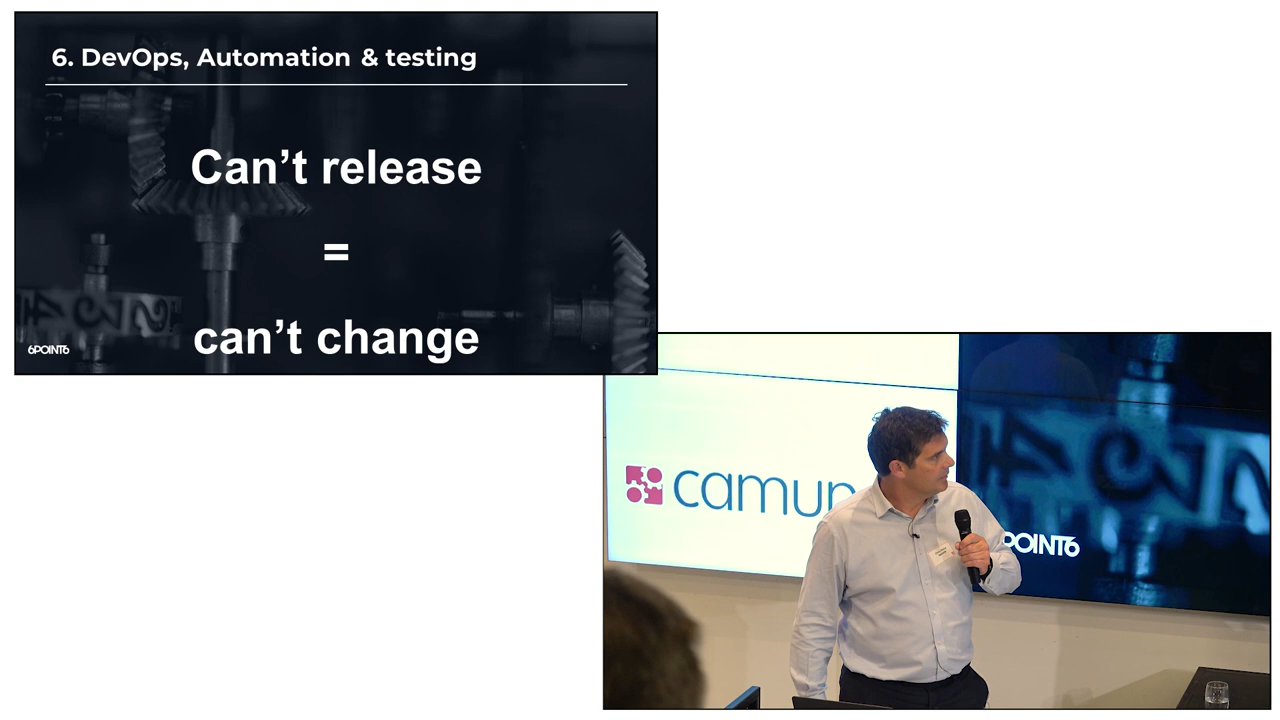 6. DevOps, Automation & testing
Can't release
=
can't change
6POINT6
camun
POINT6